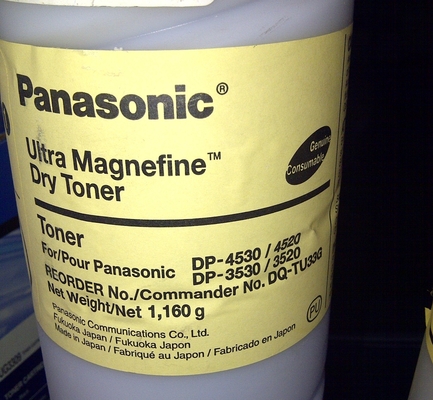 Panasonic®
Ultra Magnefine™
Dry Toner
Genuine
Consumable
Toner
For/Pour Panasonic DP-4530 / 4520
DP-3530 / 3520
REORDER No./Commander No. DQ-TU33G
Net Weight/Net 1,160 g
Panasonic Communications Co., Ltd.
Fukuoka Japan / Fukuoka Japon
Made in Japan / Fabriqué au Japon / Fabricado en Japon